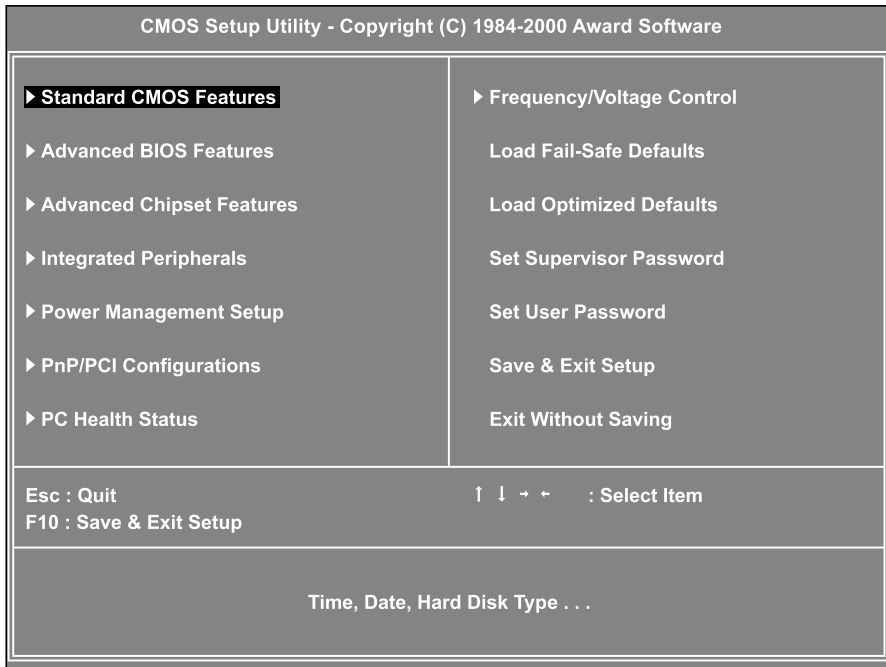 CMOS Setup Utility - Copyright (C) 1984-2000 Award Software
▶ Standard CMOS Features
▶ Advanced BIOS Features
▶ Advanced Chipset Features
▶ Integrated Peripherals
▶ Power Management Setup
▶ PnP/PCI Configurations
▶ PC Health Status
▶ Frequency/Voltage Control
Load Fail-Safe Defaults
Load Optimized Defaults
Set Supervisor Password
Set User Password
Save & Exit Setup
Exit Without Saving
Esc : Quit
F10 : Save & Exit Setup
↑ ↓ → ← : Select Item
Time, Date, Hard Disk Type . . .